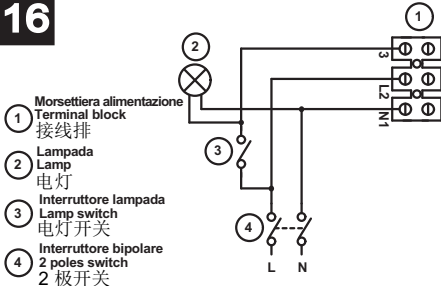 16
1
2
3
L2
N1
3
4
L N
1 Morsettiera alimentazione
Terminal block
接线排
2 Lampada
Lamp
电灯
3 Interruttore lampada
Lamp switch
电灯开关
4 Interruttore bipolare
2 poles switch
2 极开关